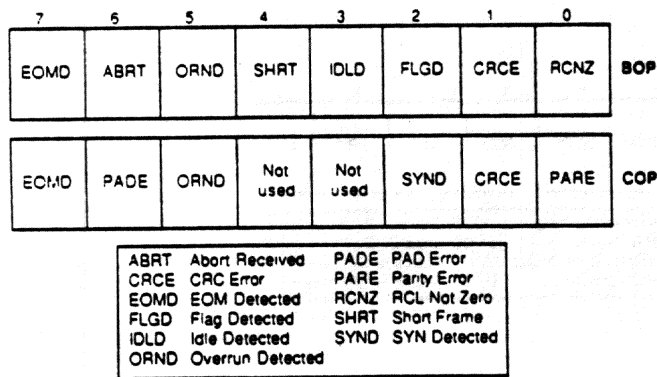 7 6 5 4 3 2 1 0
EOMD ABRT ORND SHRT IDLD FLGD CRCE RCNZ BOP
EOMD PADE ORND Not used Not used SYND CRCE PARE COP
ABRT Abort Received PADE PAD Error
CRCE CRC Error PARE Parity Error
EOMD EOM Detected RCNZ RCL Not Zero
FLGD Flag Detected SHRT Short Frame
IDLD Idle Detected SYND SYN Detected
ORND Overrun Detected